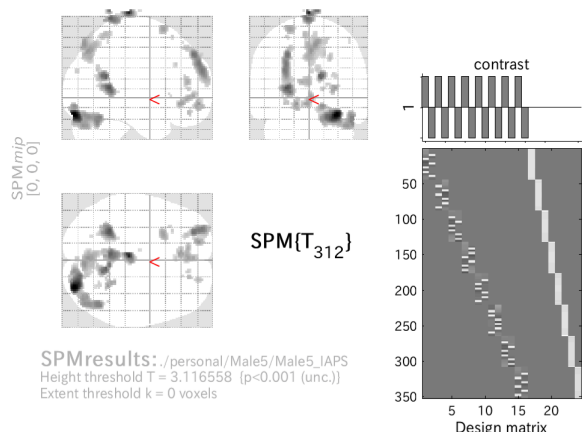 contrast
1
SPMmip
[0, 0, 0]
SPM{T312}
50
100
150
200
250
300
350
5 10 15 20
Design matrix
SPMresults: ./personal/Male5/Male5_IAPS
Height threshold T = 3.116558 {p<0.001 (unc.)}
Extent threshold k = 0 voxels